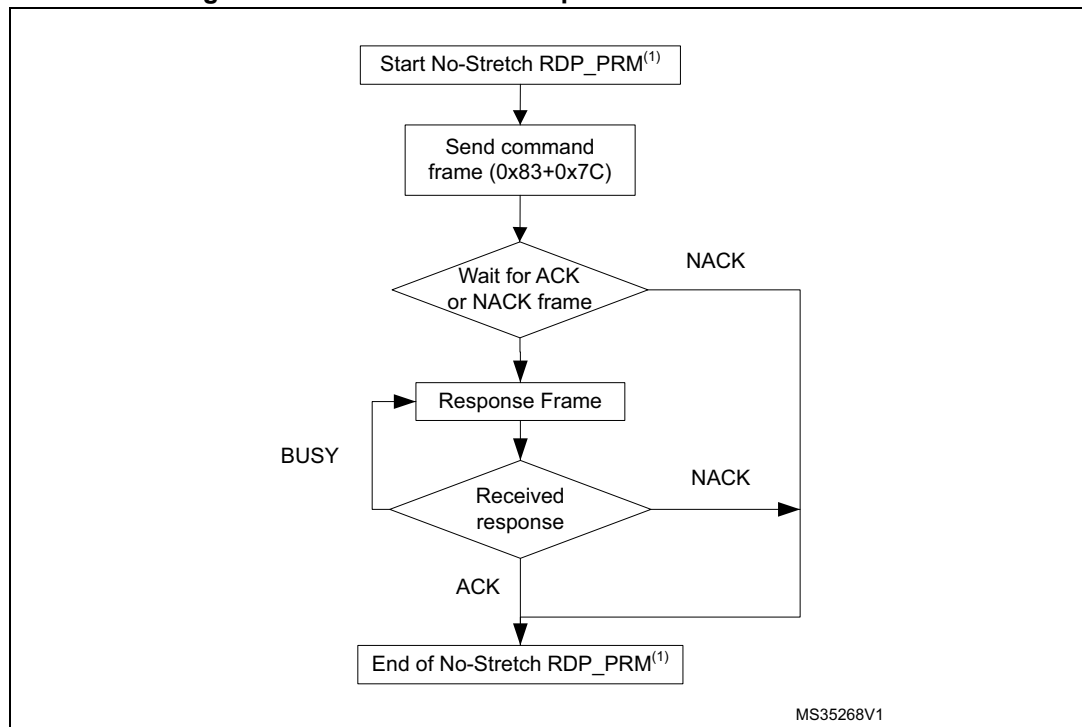 Start No-Stretch RDP_PRM(1)
Send command
frame (0x83+0x7C)
Wait for ACK
or NACK frame
NACK
Response Frame
BUSY
Received
response
NACK
ACK
End of No-Stretch RDP_PRM(1)
MS35268V1